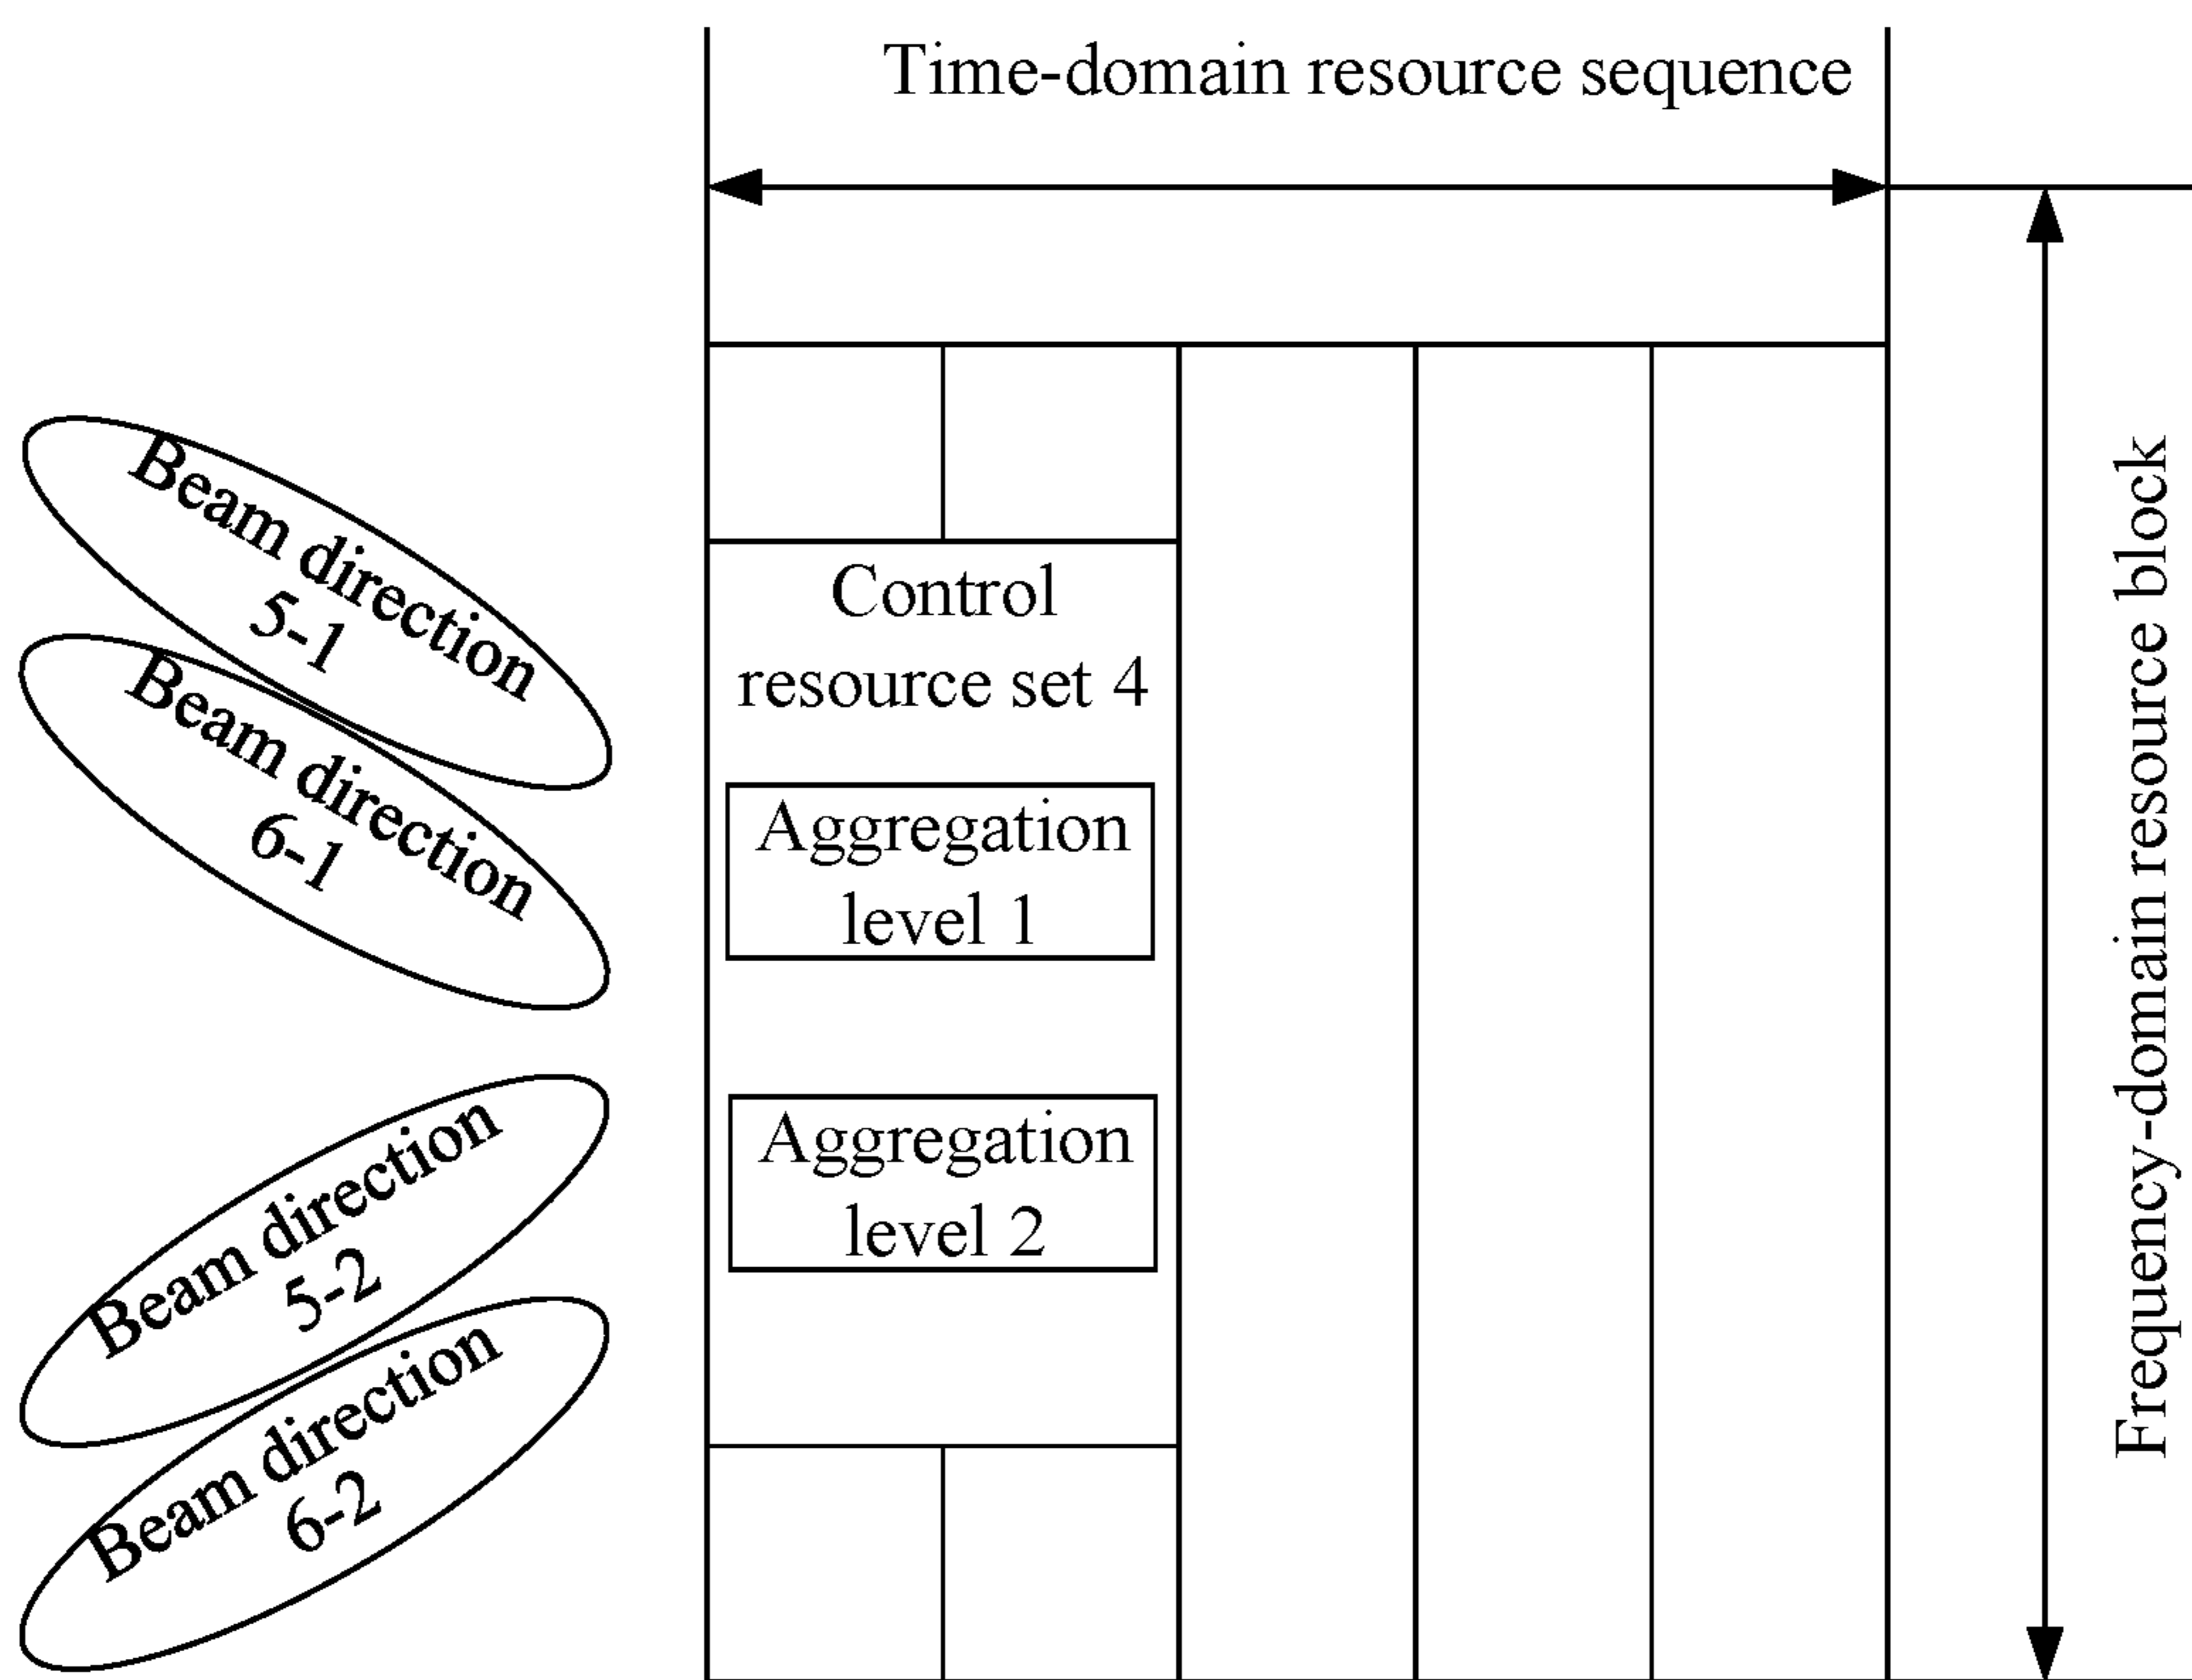 Time-domain resource sequence
Beam direction
5-1
Beam direction
6-1
Beam direction
5-2
Beam direction
6-2
Control
resource set 4
Aggregation
level 1
Aggregation
level 2
Frequency-domain resource block